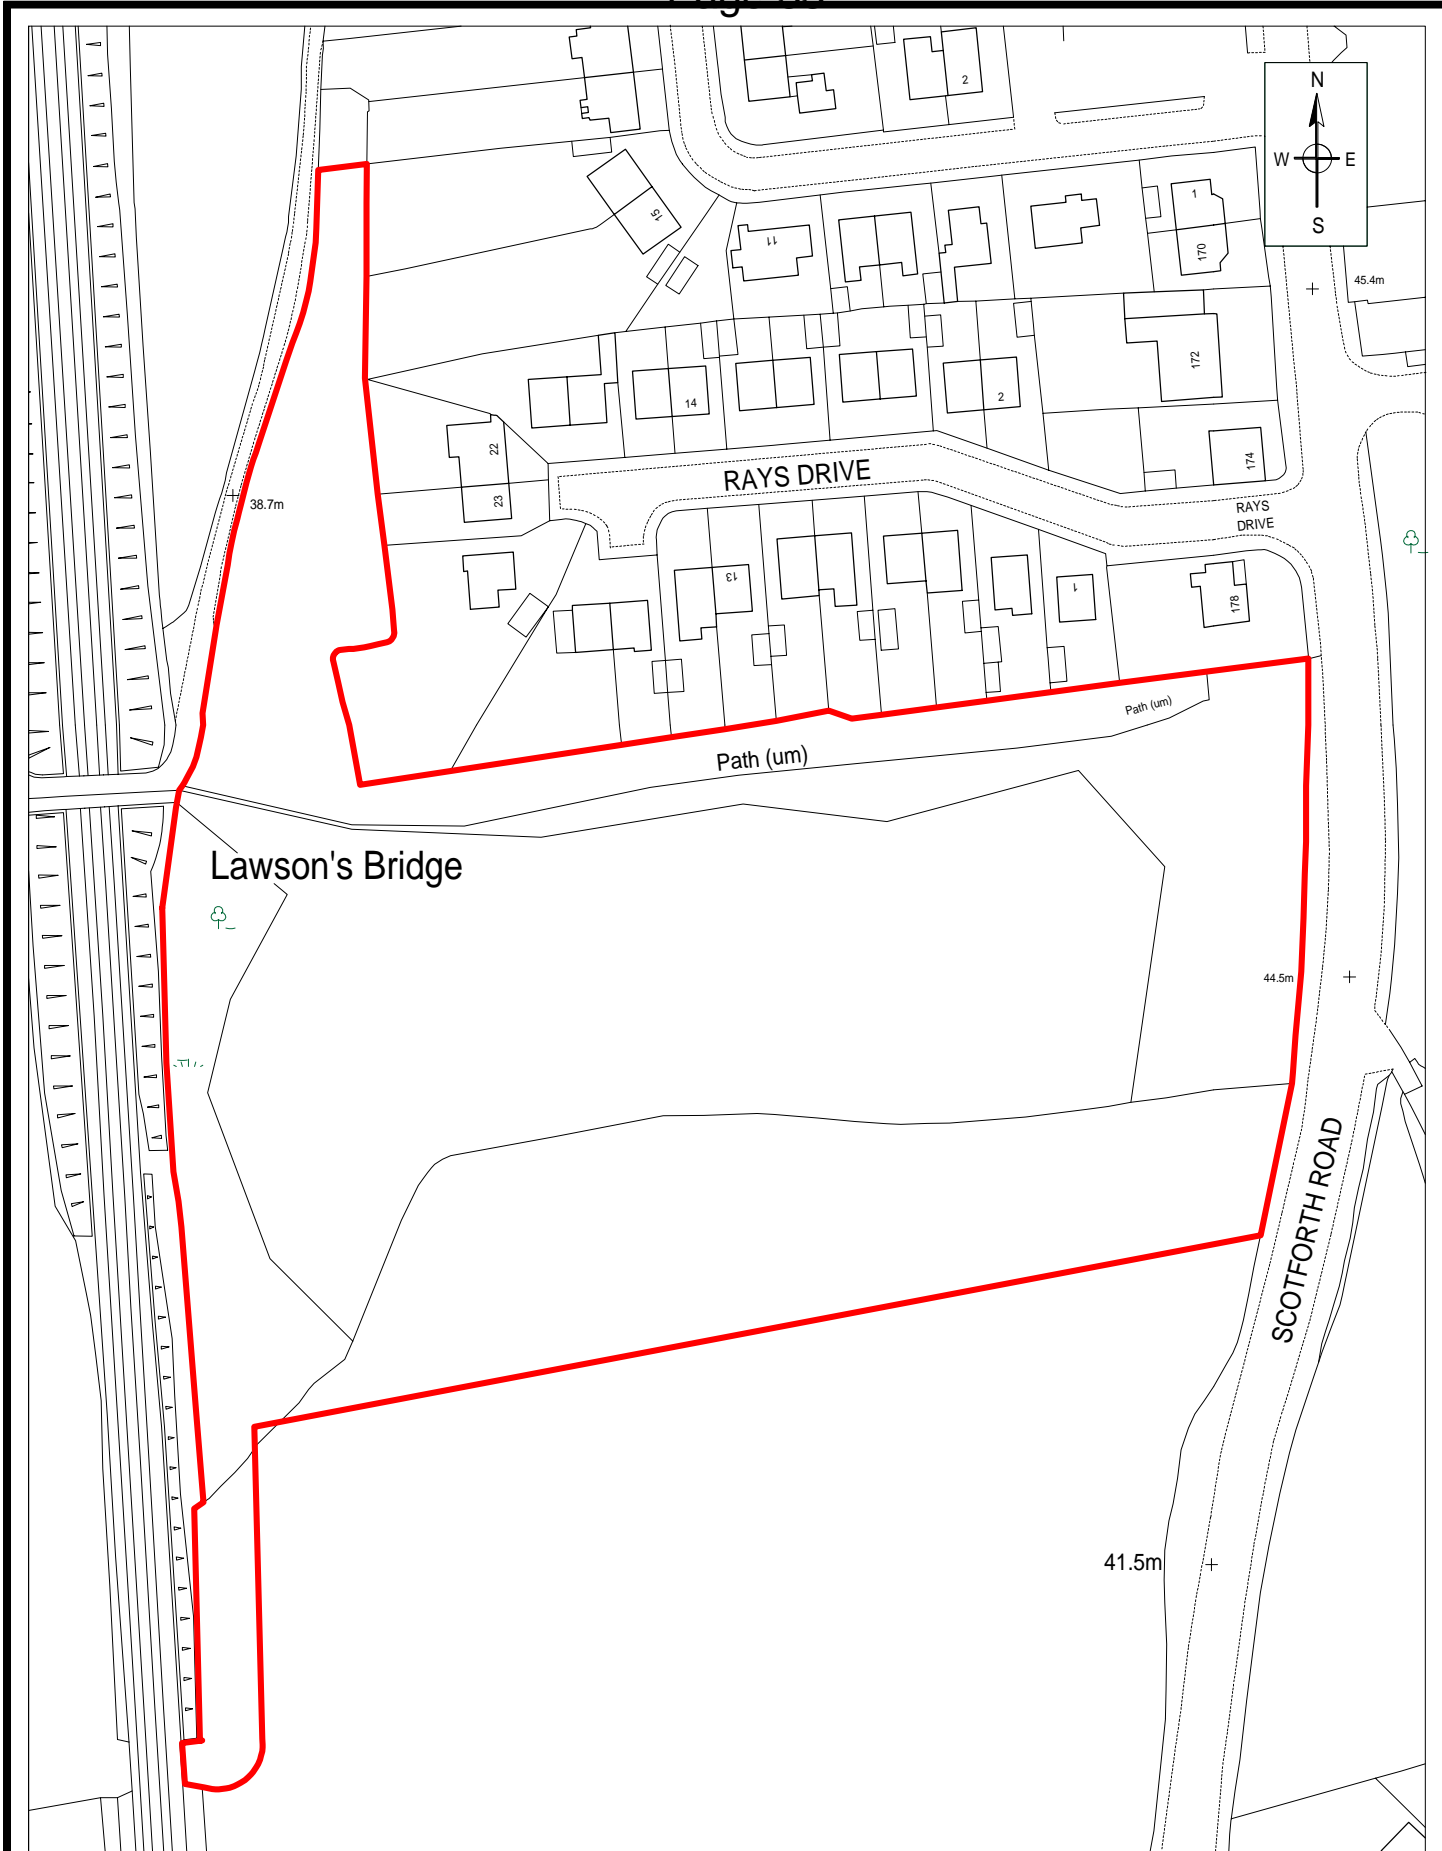 2
N
W
E
S
15
11
1
170
45.4m
172
14
2
22
RAYS DRIVE
174
23
38.7m
RAYS
DRIVE
13
1
178
Path (um)
Path (um)
Lawson's Bridge
44.5m
SCOTFORTH ROAD
41.5m